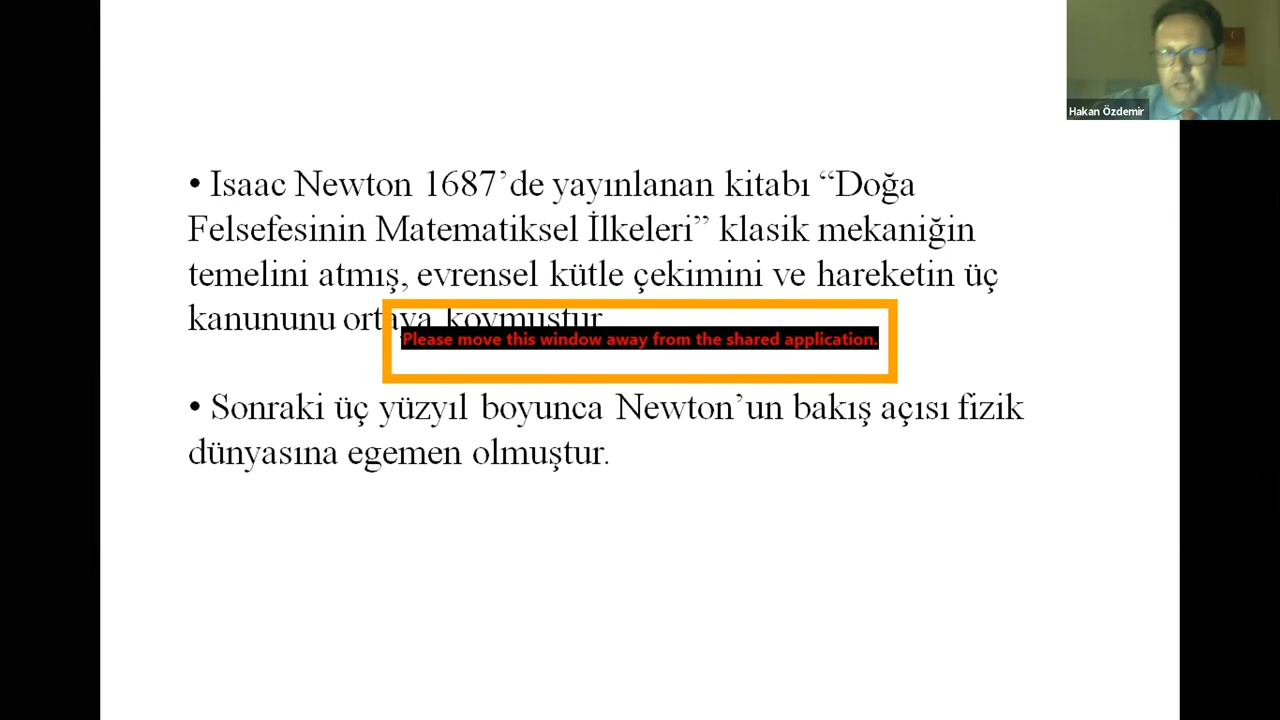 Hakan Özdemir
• Isaac Newton 1687’de yayınlanan kitabı “Doğa
Felsefesinin Matematiksel İlkeleri” klasik mekaniğin
temelini atmış, evrensel kütle çekimini ve hareketin üç
kanununu ortaya koymuştur.
Please move this window away from the shared application.
• Sonraki üç yüzyıl boyunca Newton’un bakış açısı fizik
dünyasına egemen olmuştur.